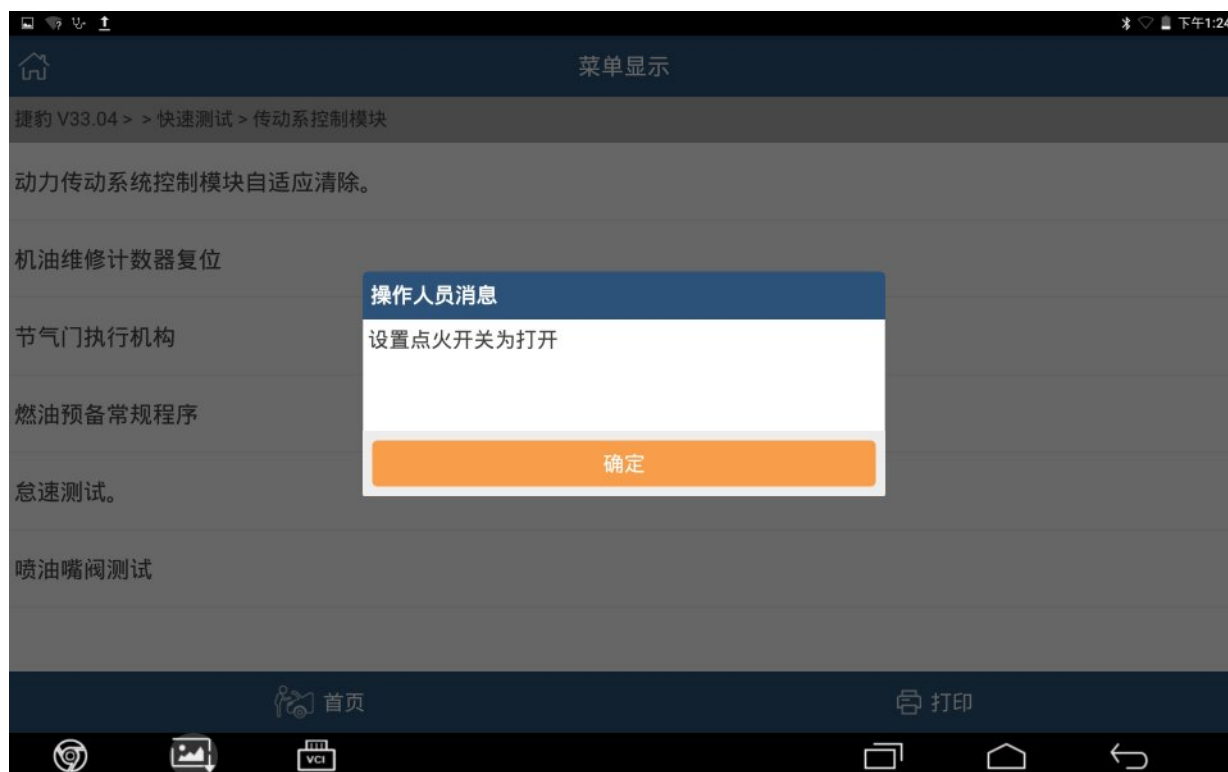 下午1:24
菜单显示
捷豹 V33.04 > > 快速测试 > 传动系控制模块
动力传动系统控制模块自适应清除。
机油维修计数器复位
操作人员消息
节气门执行机构
设置点火开关为打开
燃油预备常规程序
确定
怠速测试。
喷油嘴阀测试
首页
打印
VCI